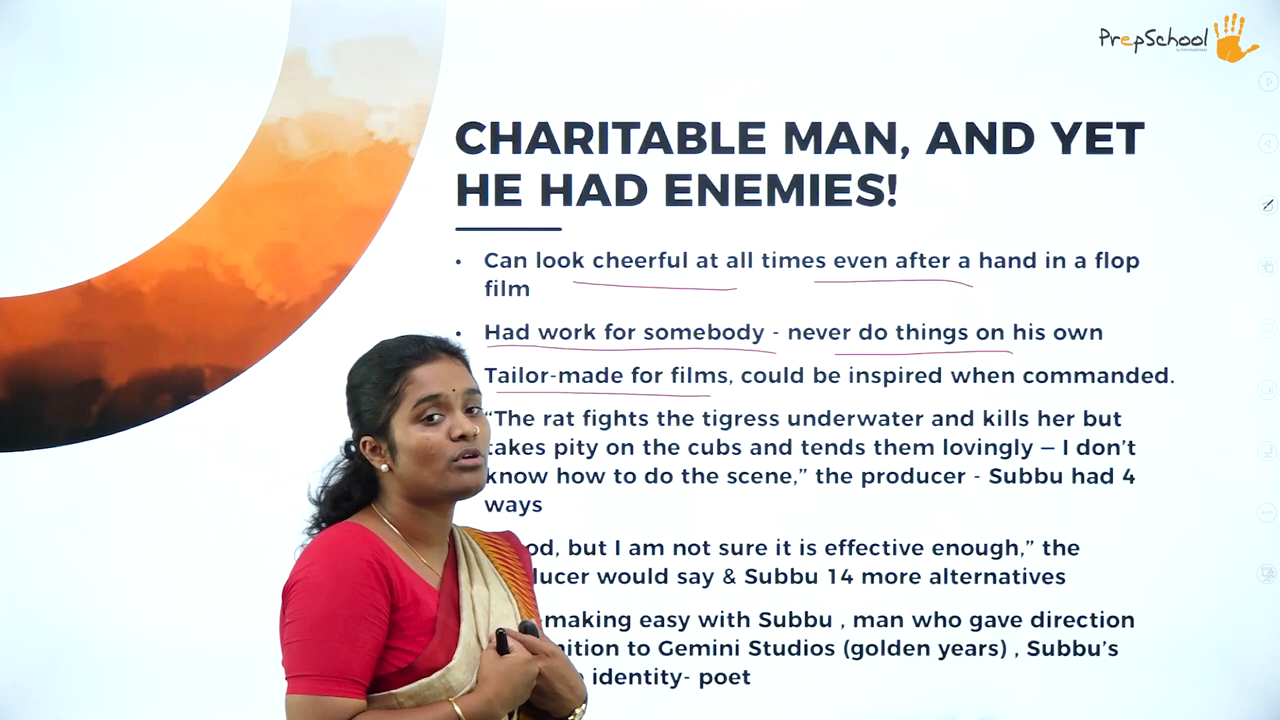 PrepSchool
CHARITABLE MAN, AND YET
HE HAD ENEMIES!
• Can look cheerful at all times even after a hand in a flop
film
• Had work for somebody - never do things on his own
Tailor-made for films, could be inspired when commanded.
“The rat fights the tigress underwater and kills her but
takes pity on the cubs and tends them lovingly — I don’t
know how to do the scene,” the producer - Subbu had 4
ways
but I am not sure it is effective enough,” the
would say & Subbu 14 more alternatives
making easy with Subbu , man who gave direction
to Gemini Studios (golden years) , Subbu’s
identity- poet